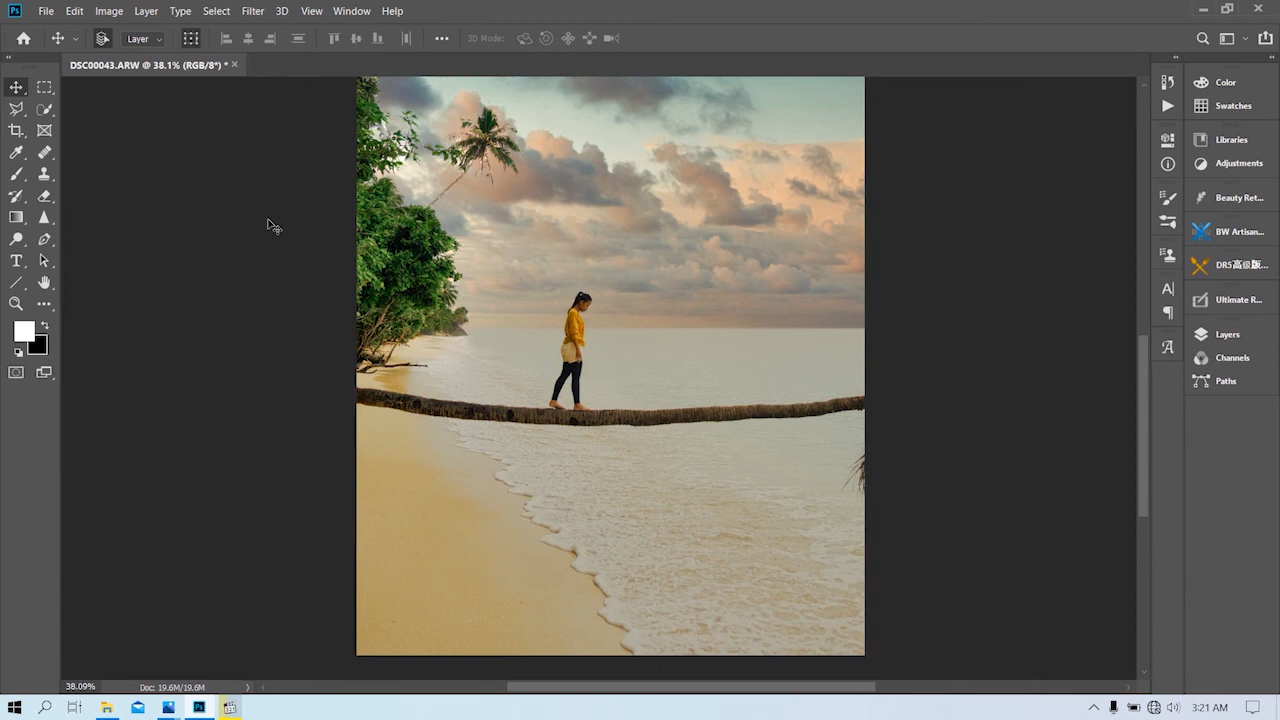 Ps File Edit Image Layer Type Select Filter 3D View Window Help
Layer 3D Mode:
DSC00043.ARW @ 38.1% (RGB/8*) *
Color
Swatches
Libraries
Adjustments
Beauty Ret...
BW Artisan...
DR5高级版...
Ultimate R...
Layers
Channels
Paths
38.09% Doc: 19.6M/19.6M
3:21 AM